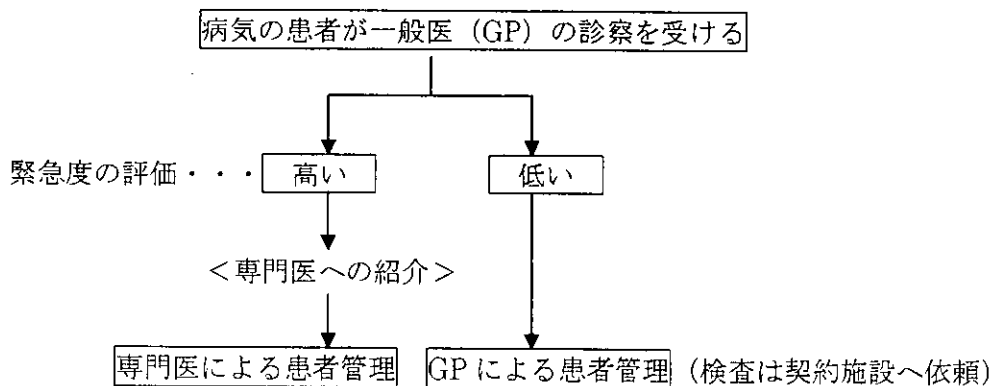 病気の患者が一般医（GP）の診察を受ける
緊急度の評価・・・ 高い 低い
＜専門医への紹介＞
専門医による患者管理 GPによる患者管理（検査は契約施設へ依頼）